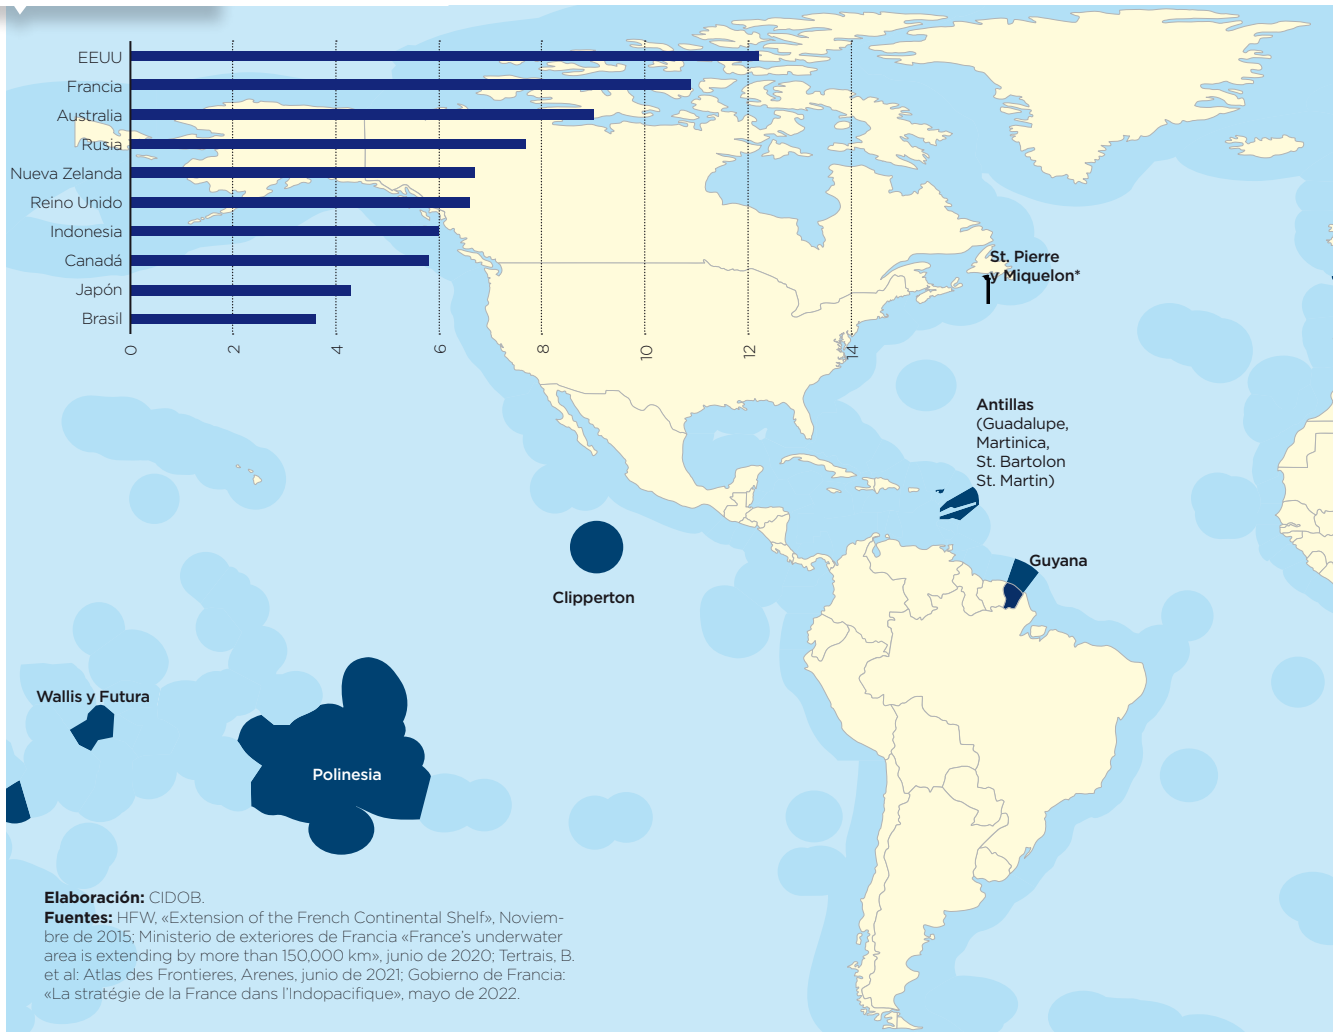 EEUU
Francia
Australia
Rusia
Nueva Zelanda
Reino Unido
Indonesia
Canadá
Japón
Brasil
0
2
4
6
8
10
12
14
St. Pierre
y Miquelon*
Antillas
(Guadalupe,
Martinica,
St. Bartolon
St. Martin)
Guyana
Clipperton
Wallis y Futura
Polinesia
Elaboración: CIDOB.
Fuentes: HFW, «Extension of the French Continental Shelf», Noviem-
bre de 2015; Ministerio de exteriores de Francia «France’s underwater
area is extending by more than 150,000 km», junio de 2020; Tertrais, B.
et al: Atlas des Frontieres, Arenes, junio de 2021; Gobierno de Francia:
«La stratégie de la France dans l’Indopacifique», mayo de 2022.